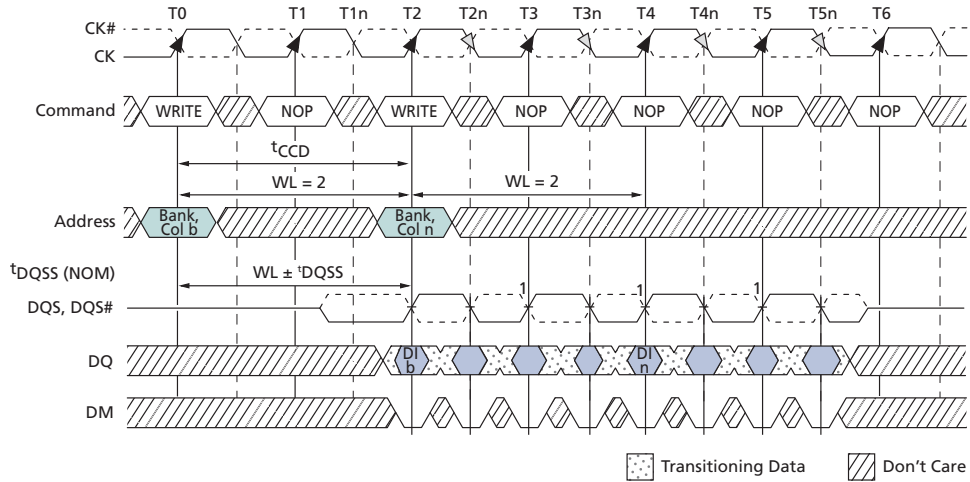 T0 T1 T1n T2 T2n T3 T3n T4 T4n T5 T5n T6
CK#
CK
Command WRITE NOP WRITE NOP NOP NOP NOP
tCCD
WL = 2 WL = 2
Address Bank, Col b Bank, Col n
tDQSS (NOM)
WL ± tDQSS
DQS, DQS# 1 1 1
DQ DI b DI n
DM
Transitioning Data Don't Care